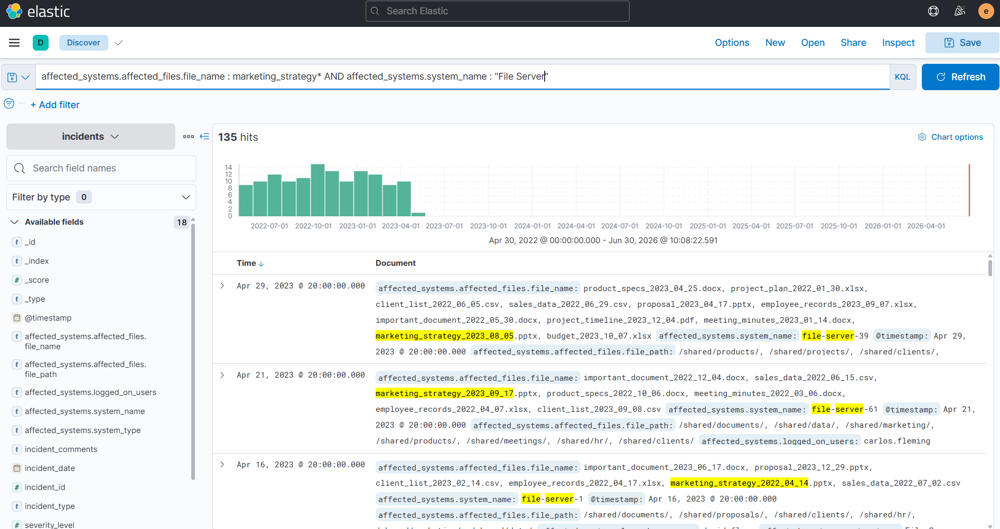 elastic
Search Elastic
e
D
Discover
Options
New
Open
Share
Inspect
Save
affected_systems.affected_files.file_name : marketing_strategy* AND affected_systems.system_name : "File Server"
KQL
Refresh
+ Add filter
incidents
Search field names
Filter by type 0
Available fields 18
t _id
t _index
# _score
t _type
@timestamp
t affected_systems.affected_files.
file_name
t affected_systems.affected_files.
file_path
t affected_systems.logged_on_users
t affected_systems.system_name
t affected_systems.system_type
t incident_comments
incident_date
# incident_id
t incident_type
# severity_level
135 hits
Chart options
14
12
10
8
6
4
2
0
2022-07-01 2022-10-01 2023-01-01 2023-04-01 2023-07-01 2023-10-01 2024-01-01 2024-04-01 2024-07-01 2024-10-01 2025-01-01 2025-04-01 2025-07-01 2025-10-01 2026-01-01 2026-04-01
Apr 30, 2022 @ 00:00:00.000 - Jun 30, 2026 @ 10:08:22.591
Time Document
Apr 29, 2023 @ 20:00:00.000 affected_systems.affected_files.file_name: product_specs_2023_04_25.docx, project_plan_2022_01_30.xlsx,
client_list_2022_06_05.csv, sales_data_2022_06_29.csv, proposal_2023_04_17.pptx, employee_records_2023_09_07.xlsx,
important_document_2022_05_30.docx, project_timeline_2023_12_04.pdf, meeting_minutes_2023_01_14.docx,
marketing_strategy_2023_08_05.pptx, budget_2023_10_07.xlsx affected_systems.system_name: file-server-39 @timestamp: Apr 29,
2023 @ 20:00:00.000 affected_systems.affected_files.file_path: /shared/products/, /shared/projects/, /shared/clients/,
Apr 21, 2023 @ 20:00:00.000 affected_systems.affected_files.file_name: important_document_2022_12_04.docx, sales_data_2022_06_15.csv,
marketing_strategy_2023_09_17.pptx, product_specs_2022_10_06.docx, meeting_minutes_2022_03_06.docx,
employee_records_2022_04_07.xlsx, client_list_2023_09_08.csv affected_systems.system_name: file-server-61 @timestamp: Apr 21,
2023 @ 20:00:00.000 affected_systems.affected_files.file_path: /shared/documents/, /shared/data/, /shared/marketing/,
/shared/products/, /shared/meetings/, /shared/hr/, /shared/clients/ affected_systems.logged_on_users: carlos.fleming
Apr 16, 2023 @ 20:00:00.000 affected_systems.affected_files.file_name: important_document_2023_06_17.docx, proposal_2023_12_29.pptx,
client_list_2023_02_14.csv, employee_records_2022_04_17.xlsx, marketing_strategy_2022_04_14.pptx, sales_data_2022_07_02.csv
affected_systems.system_name: file-server-1 @timestamp: Apr 16, 2023 @ 20:00:00.000
affected_systems.affected_files.file_path: /shared/documents/, /shared/proposals/, /shared/clients/, /shared/hr/,